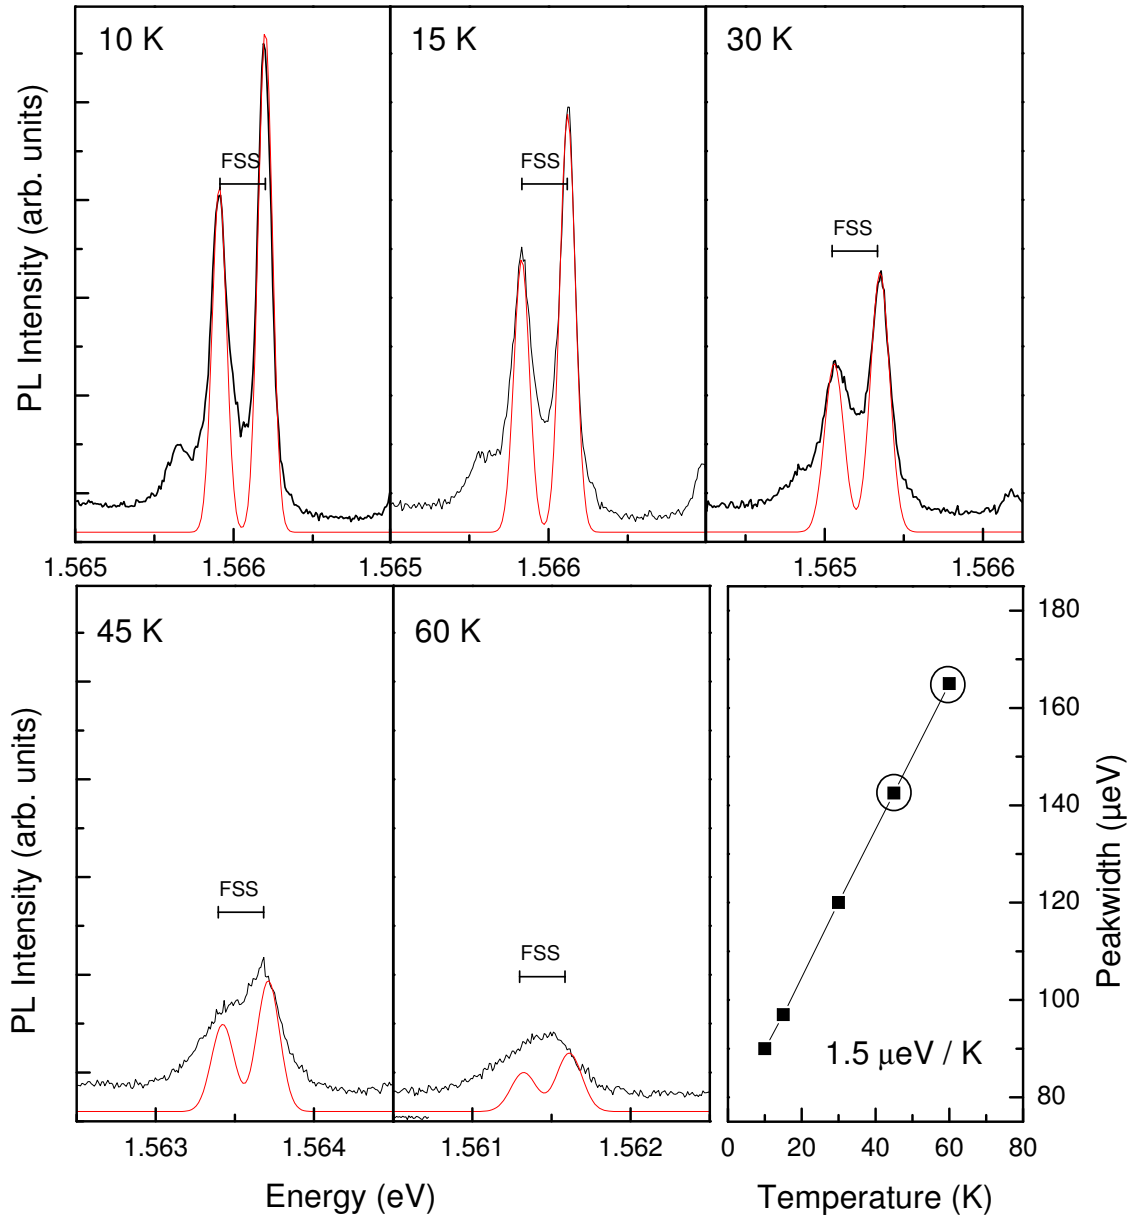 10 K
15 K
30 K
FSS
FSS
FSS
PL Intensity (arb. units)
1.565
1.566
1.565
1.566
1.565
1.566
45 K
60 K
FSS
FSS
PL Intensity (arb. units)
1.563
1.564
1.561
1.562
Energy (eV)
180
160
140
120
100
80
Peakwidth (μeV)
1.5 μeV / K
0
20
40
60
80
Temperature (K)